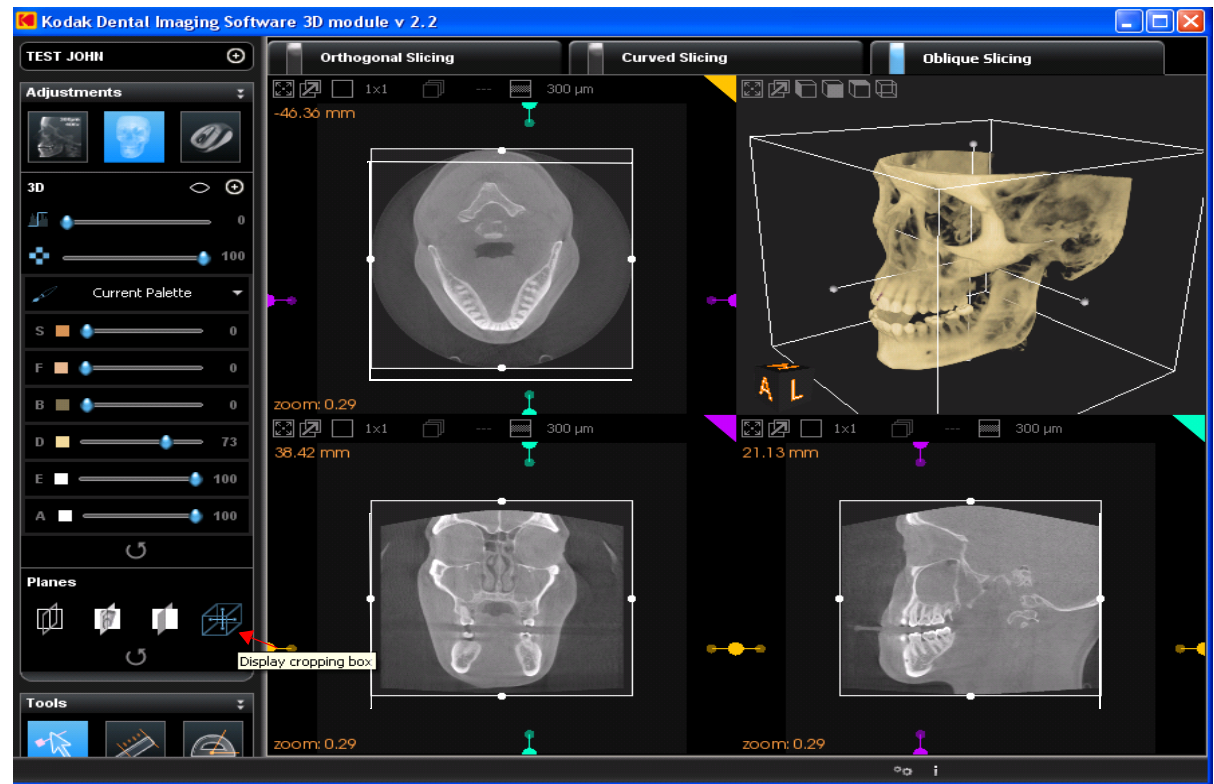 Kodak Dental Imaging Software 3D module v 2.2
TEST JOHN
Orthogonal Slicing
Curved Slicing
Oblique Slicing
Adjustments
3D
0
100
Current Palette
S 0
F 0
B 0
D 73
E 100
A 100
Planes
Display cropping box
Tools
1x1 --- 300 µm
-46.36 mm
zoom: 0.29
A L
1x1 --- 300 µm
38.42 mm
zoom: 0.29
1x1 --- 300 µm
21.13 mm
zoom: 0.29
i